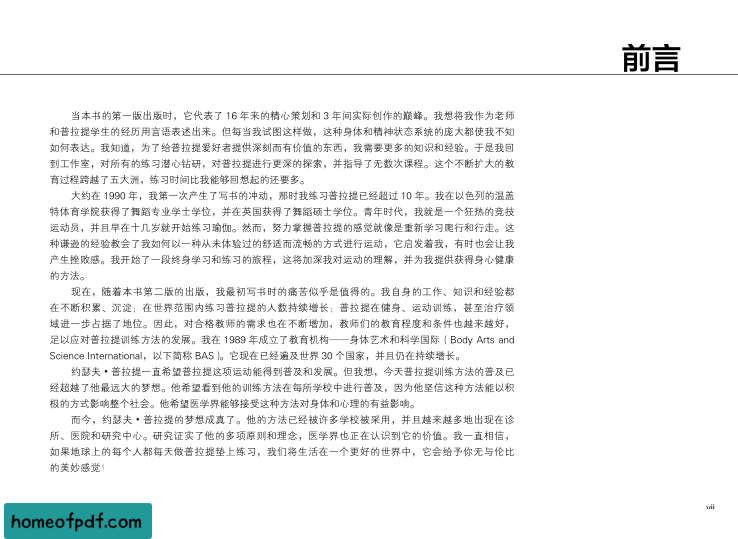 前言
当本书的第一版出版时，它代表了 16 年来的精心策划和 3 年间实际创作的巅峰。我想将我作为老师
和普拉提学生的经历用言语表述出来。但每当我试图这样做，这种身体和精神状态系统的庞大都使我不知
如何表达。我知道，为了给普拉提爱好者提供深刻而有价值的东西，我需要更多的知识和经验。于是我回
到工作室，对所有的练习潜心钻研，对普拉提进行更深的探索，并指导了无数次课程。这个不断扩大的教
育过程跨越了五大洲，练习时间比我能够回想起的还要多。
大约在 1990 年，我第一次产生了写书的冲动，那时我练习普拉提已经超过 10 年。我在以色列的温盖
特体育学院获得了舞蹈专业学士学位，并在英国获得了舞蹈硕士学位。青年时代，我就是一个狂热的竞技
运动员，并且早在十几岁就开始练习瑜伽。然而，努力掌握普拉提的感觉就像是重新学习爬行和行走。这
种谦逊的经验教会了我如何以一种从未体验过的舒适而流畅的方式进行运动，它启发着我，有时也会让我
产生挫败感。我开始了一段终身学习和练习的旅程，这将加深我对运动的理解，并为我提供获得身心健康
的方法。
现在，随着本书第二版的出版，我最初写书时的痛苦似乎是值得的。我自身的工作、知识和经验都
在不断积累、沉淀；在世界范围内练习普拉提的人数持续增长；普拉提在健身、运动训练，甚至治疗领
域进一步占据了地位。因此，对合格教师的需求也在不断增加，教师们的教育程度和条件也越来越好，
足以应对普拉提训练方法的发展。我在 1989 年成立了教育机构——身体艺术和科学国际（Body Arts and
Science International，以下简称 BAS）。它现在已经遍及世界 30 个国家，并且仍在持续增长。
约瑟夫•普拉提一直希望普拉提这项运动能得到普及和发展。但我想，今天普拉提训练方法的普及已
经超越了他最远大的梦想。他希望看到他的训练方法在每所学校中进行普及，因为他坚信这种方法能以积
极的方式影响整个社会。他希望医学界能够接受这种方法对身体和心理的有益影响。
而今，约瑟夫•普拉提的梦想成真了。他的方法已经被许多学校被采用，并且越来越多地出现在诊
所、医院和研究中心。研究证实了他的多项原则和理念，医学界也正在认识到它的价值。我一直相信，
如果地球上的每个人都每天做普拉提垫上练习，我们将生活在一个更好的世界中，它会给予你无与伦比
的美妙感觉！
vii
homeofpdf.com